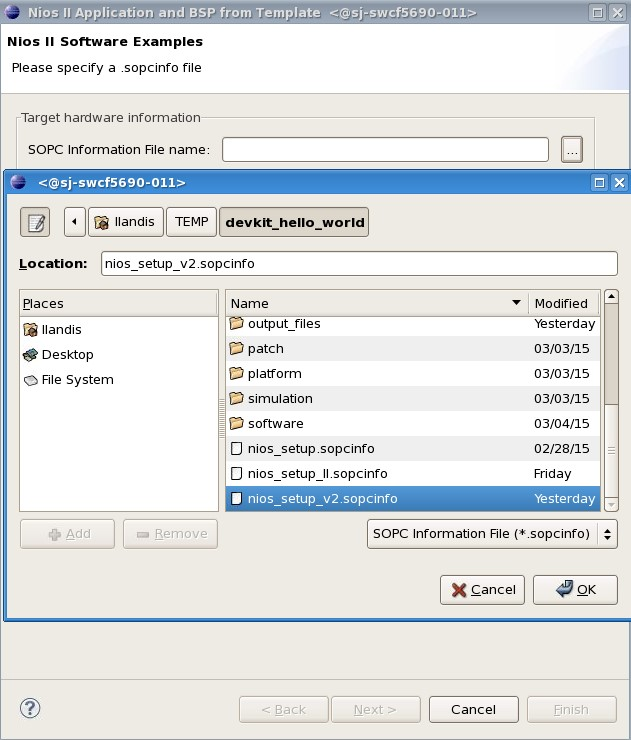 Nios II Application and BSP from Template <@sj-swcf5690-011>
Nios II Software Examples
Please specify a .sopcinfo file
Target hardware information
SOPC Information File name:
...
<@sj-swcf5690-011>
llandis
TEMP
devkit_hello_world
Location: nios_setup_v2.sopcinfo
Places
Name Modified
llandis
Desktop
File System
output_files Yesterday
patch 03/03/15
platform 03/03/15
simulation 03/03/15
software 03/04/15
nios_setup.sopcinfo 02/28/15
nios_setup_ll.sopcinfo Friday
nios_setup_v2.sopcinfo Yesterday
Add
Remove
SOPC Information File (*.sopcinfo)
Cancel
OK
?
< Back
Next >
Cancel
Finish